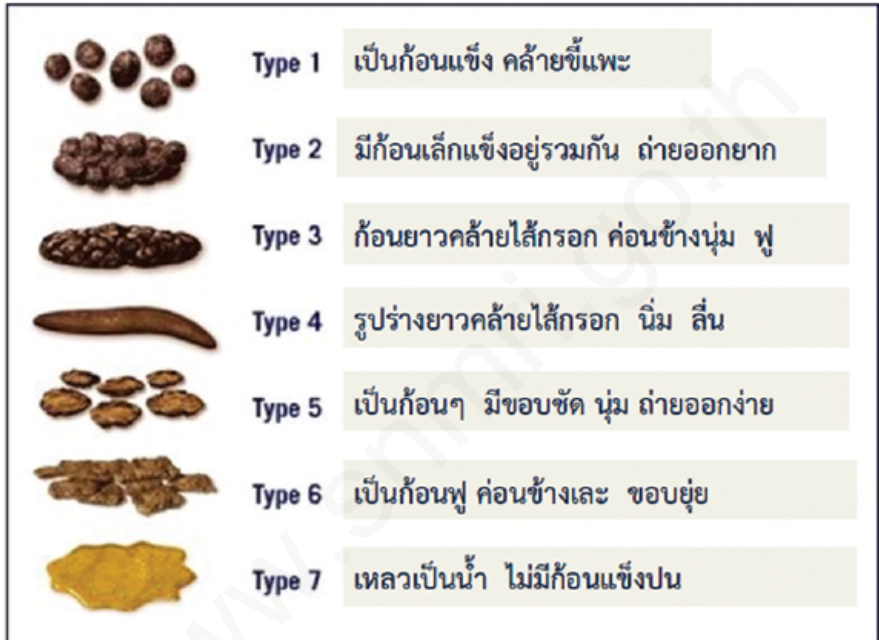 Type 1 เป็นก้อนแข็ง คล้ายขี้แพะ
Type 2 มีก้อนเล็กแข็งอยู่รวมกัน ถ่ายออกยาก
Type 3 ก้อนยาวคล้ายไส้กรอก ค่อนข้างนุ่ม ฟู
Type 4 รูปร่างยาวคล้ายไส้กรอก นิ่ม ลื่น
Type 5 เป็นก้อนๆ มีขอบชัด นุ่ม ถ่ายออกง่าย
Type 6 เป็นก้อนฟู ค่อนข้างเละ ขอบยุ่ย
Type 7 เหลวเป็นน้ำ ไม่มีก้อนแข็งปน
www.snmri.go.th